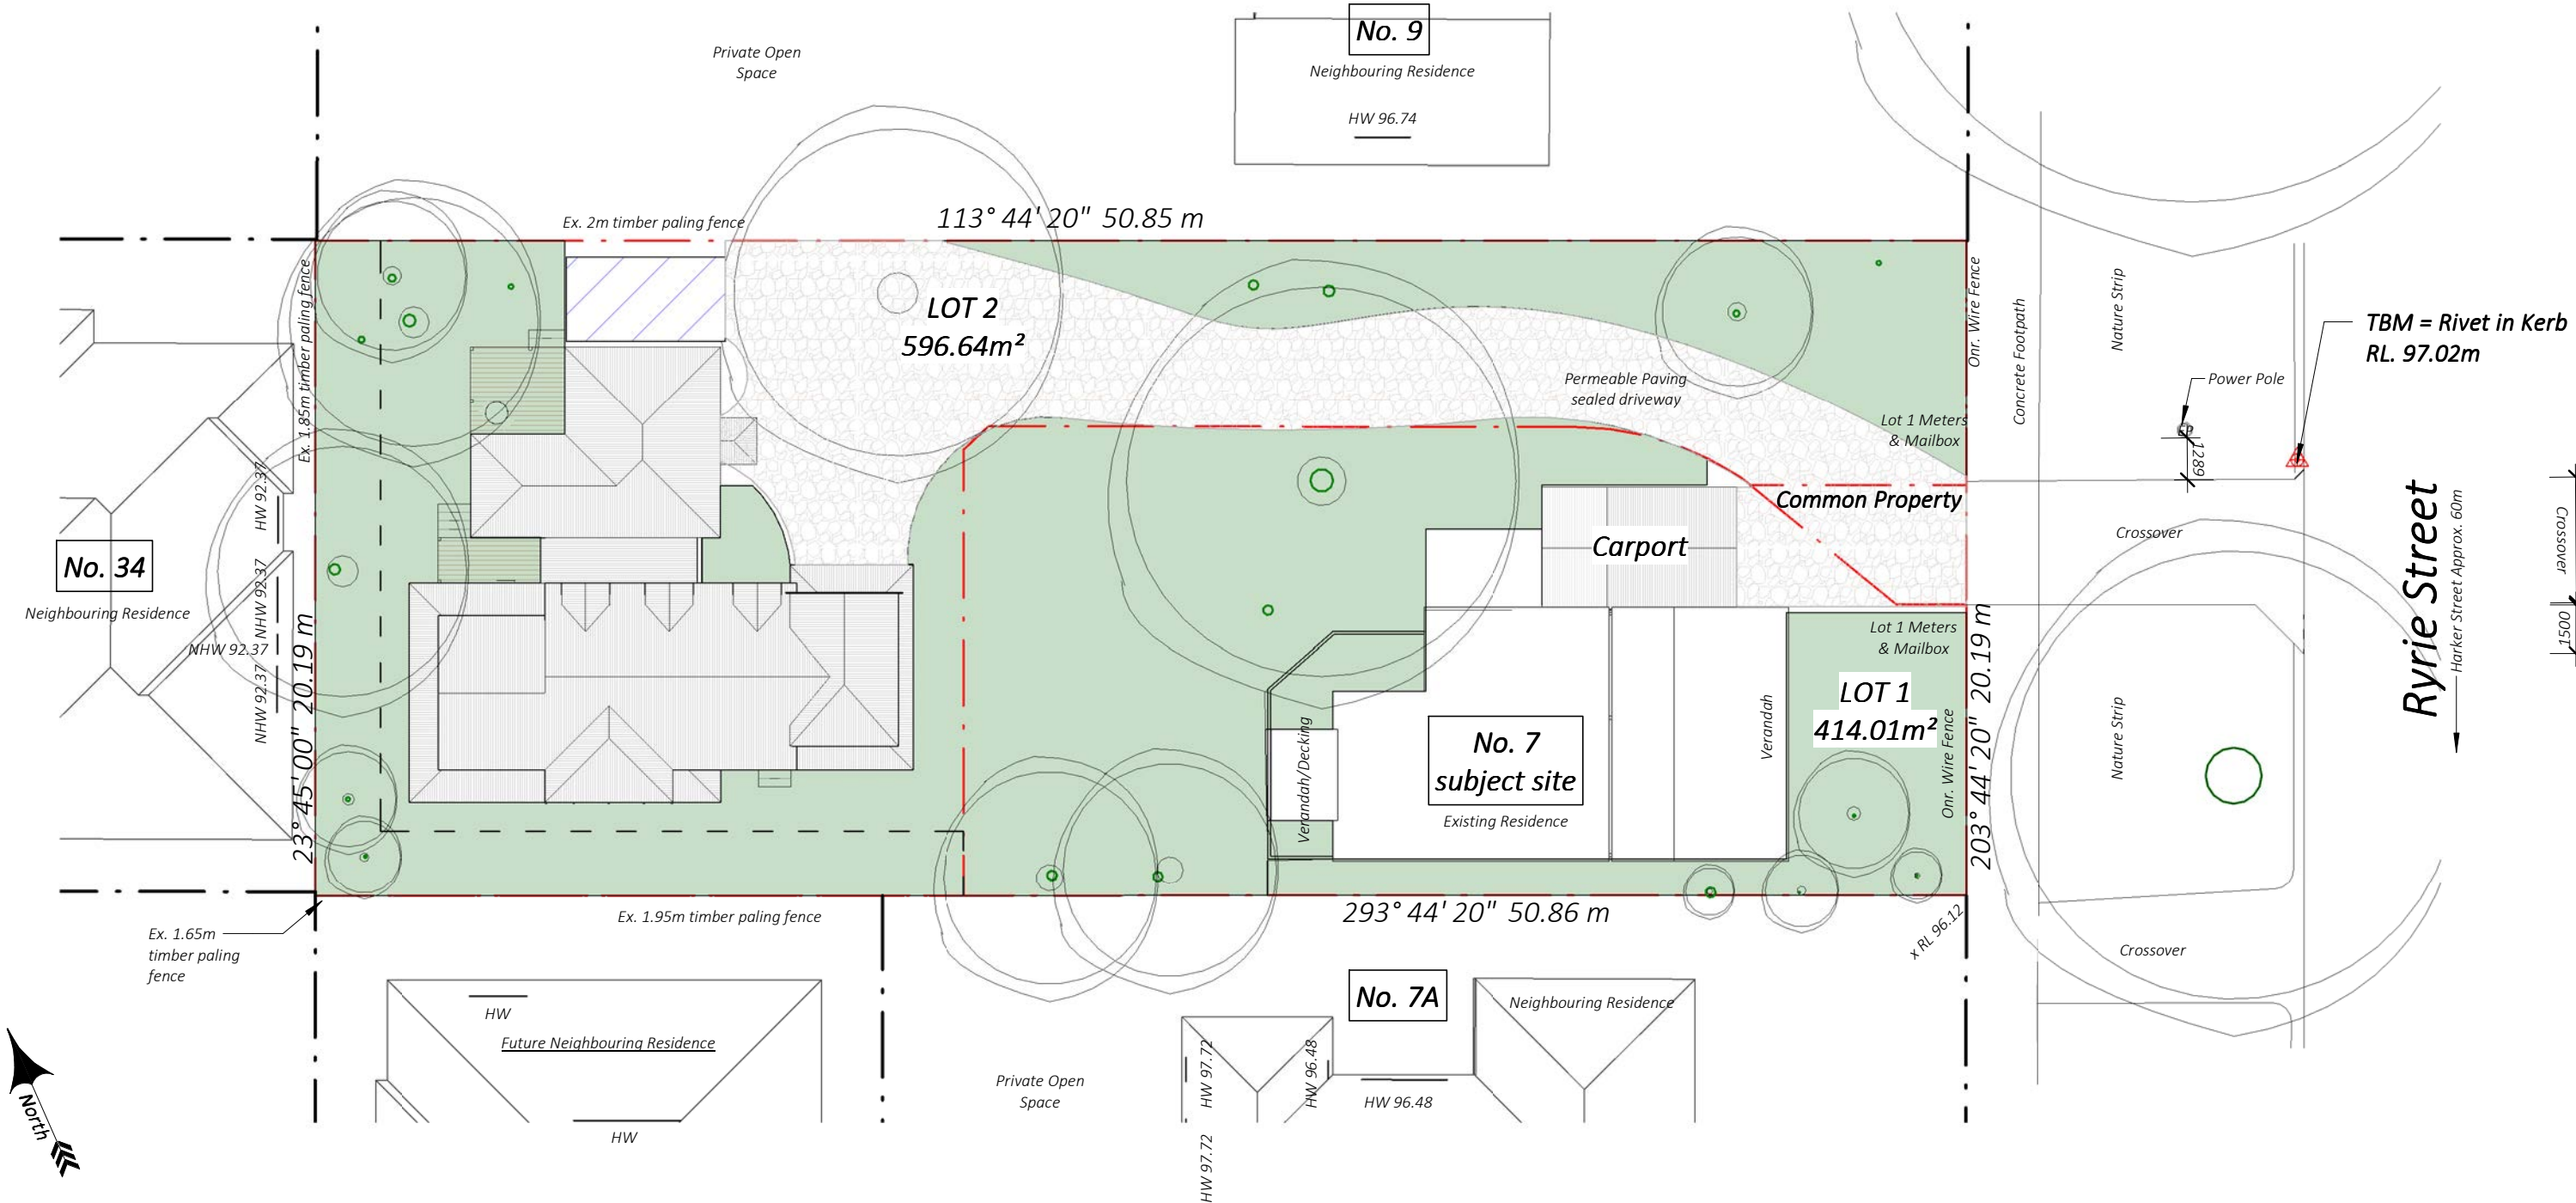 No. 9
Neighbouring Residence
HW 96.74
Private Open
Space
Ex. 2m timber paling fence
113° 44' 20" 50.85 m
Ex. 1.85m timber paling fence
LOT 2
596.64m²
Permeable Paving
sealed driveway
Lot 1 Meters
& Mailbox
Onr. Wire Fence
Concrete Footpath
Nature Strip
TBM = Rivet in Kerb
RL. 97.02m
Power Pole
EP
1289
Common Property
Carport
Crossover
Ryrie Street
Harker Street Approx. 60m
Crossover
1500
HW 92.37
NHW 92.37
NHW 92.37
NHW 92.37
No. 34
Neighbouring Residence
23° 45' 00" 20.19 m
Lot 1 Meters
& Mailbox
LOT 1
414.01m²
Verandah
Onr. Wire Fence
203° 44' 20" 20.19 m
Nature Strip
Verandah/Decking
No. 7
subject site
Existing Residence
Ex. 1.95m timber paling fence
293° 44' 20" 50.86 m
x RL 96.12
Crossover
Ex. 1.65m
timber paling
fence
HW
Future Neighbouring Residence
HW
Private Open
Space
No. 7A
Neighbouring Residence
HW 97.72
HW 96.48
HW 96.48
HW 97.72
North